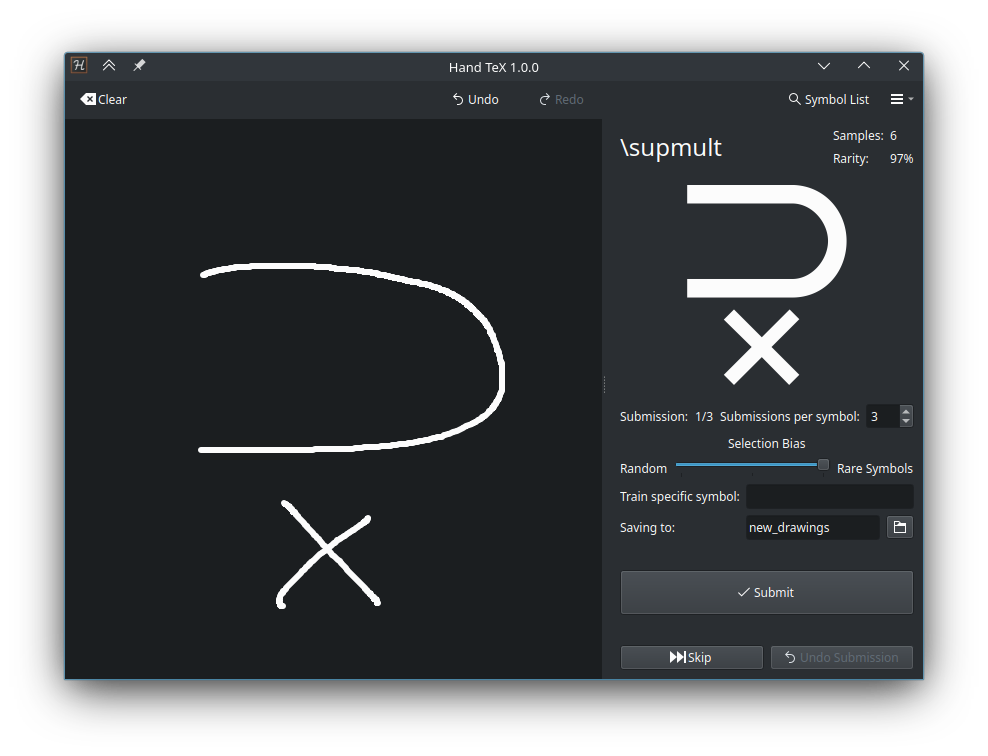 Hand TeX 1.0.0
Clear
Undo
Redo
Symbol List
\supmult
Samples: 6
Rarity: 97%
⊃
×
Submission: 1/3 Submissions per symbol: 3
Selection Bias
Random Rare Symbols
Train specific symbol:
Saving to: new_drawings
Submit
Skip
Undo Submission